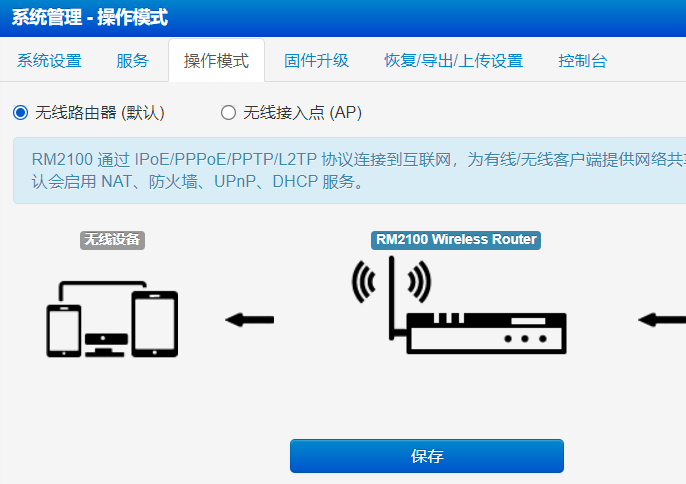 系统管理 - 操作模式
系统设置 服务 操作模式 固件升级 恢复/导出/上传设置 控制台
无线路由器 (默认) 无线接入点 (AP)
RM2100 通过 IPoE/PPPoE/PPTP/L2TP 协议连接到互联网，为有线/无线客户端提供网络共
认会启用 NAT、防火墙、UPnP、DHCP 服务。
无线设备 RM2100 Wireless Router
保存